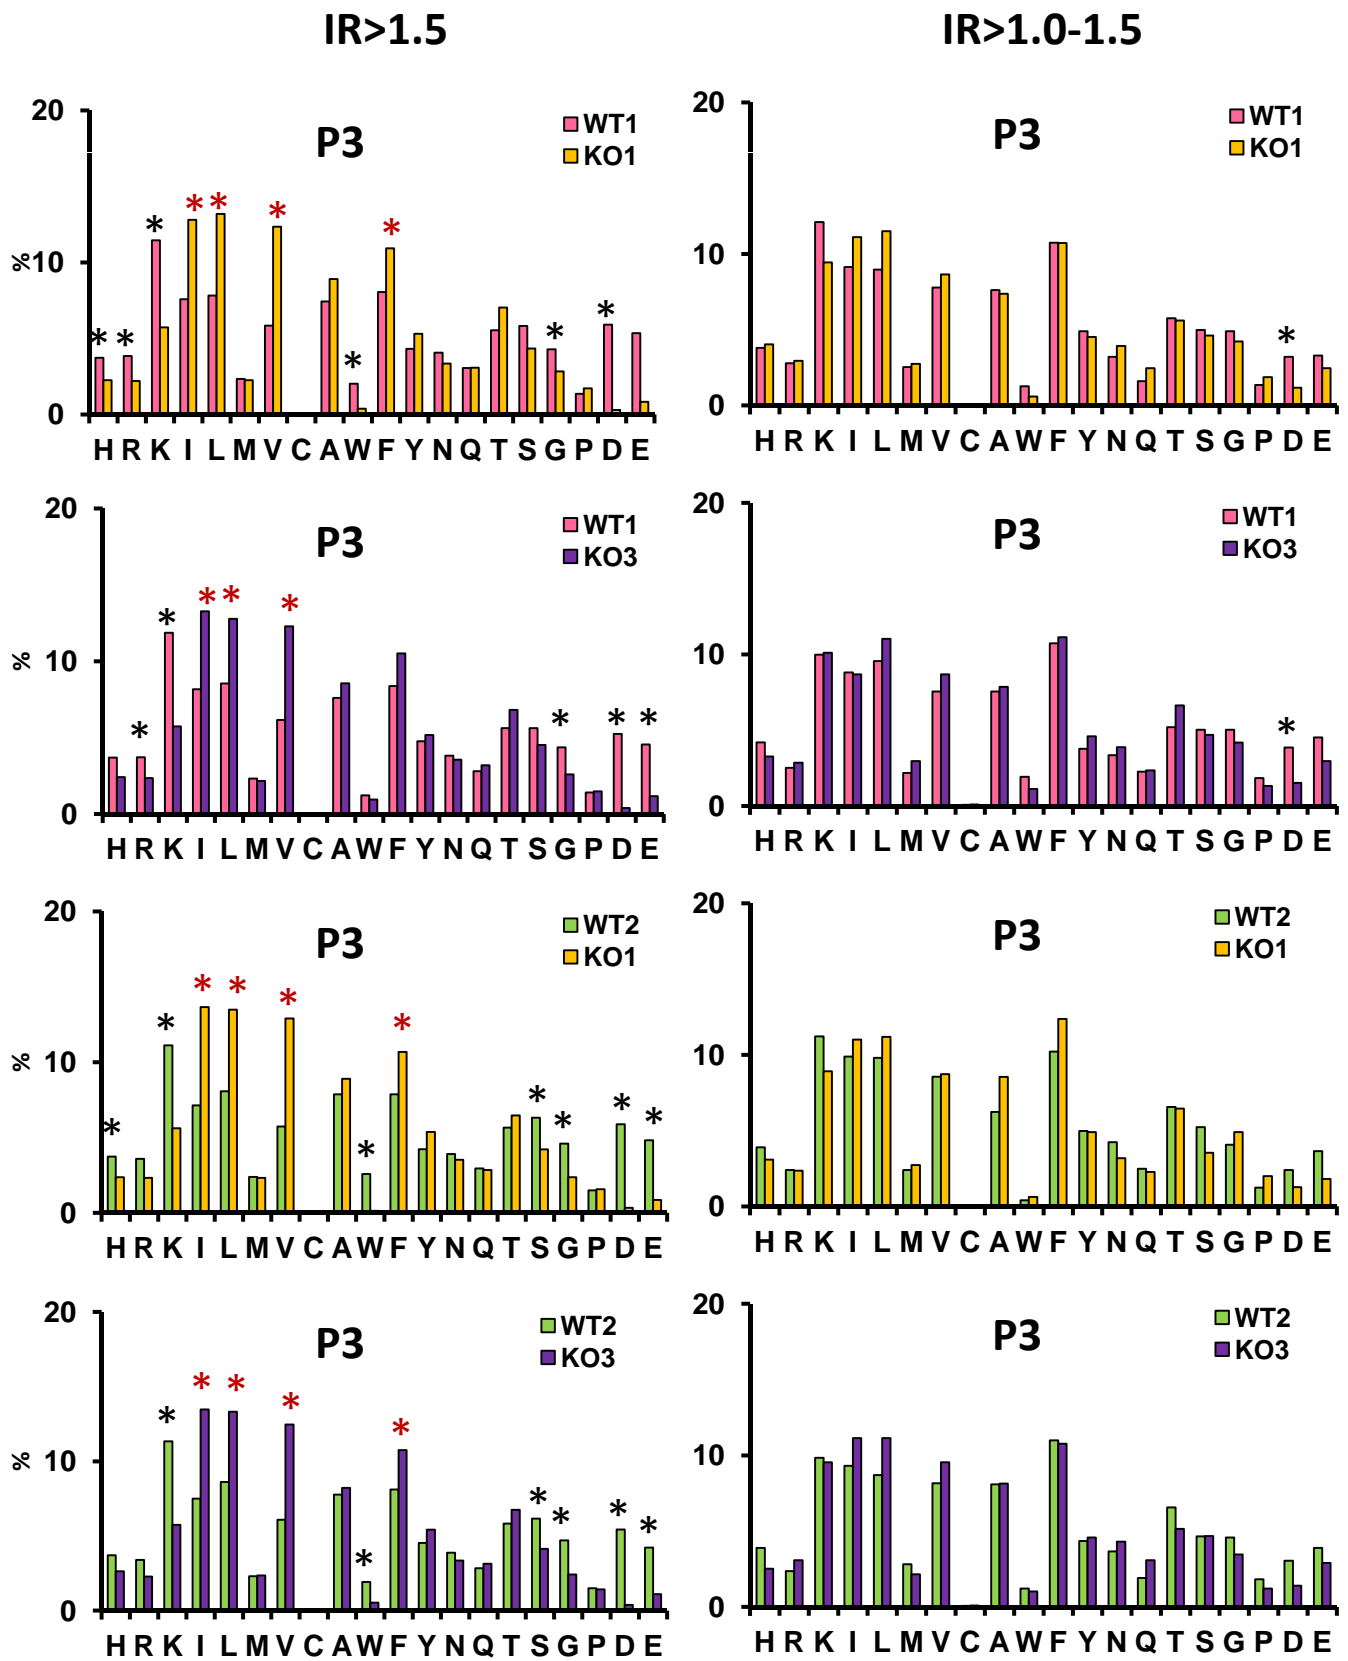 IR>1.5
IR>1.0-1.5
20
P3
WT1
KO1
* * * * * * * * * *
%
10
0
H R K I L M V C A W F Y N Q T S G P D E
20
P3
WT1
KO1
*
10
0
H R K I L M V C A W F Y N Q T S G P D E
20
P3
WT1
KO3
* * * * * * * *
%
10
0
H R K I L M V C A W F Y N Q T S G P D E
20
P3
WT1
KO3
*
10
0
H R K I L M V C A W F Y N Q T S G P D E
20
P3
WT2
KO1
* * * * * * * * * * *
%
10
0
H R K I L M V C A W F Y N Q T S G P D E
20
P3
WT2
KO1
10
0
H R K I L M V C A W F Y N Q T S G P D E
20
P3
WT2
KO3
* * * * * * * * * *
%
10
0
H R K I L M V C A W F Y N Q T S G P D E
20
P3
WT2
KO3
10
0
H R K I L M V C A W F Y N Q T S G P D E